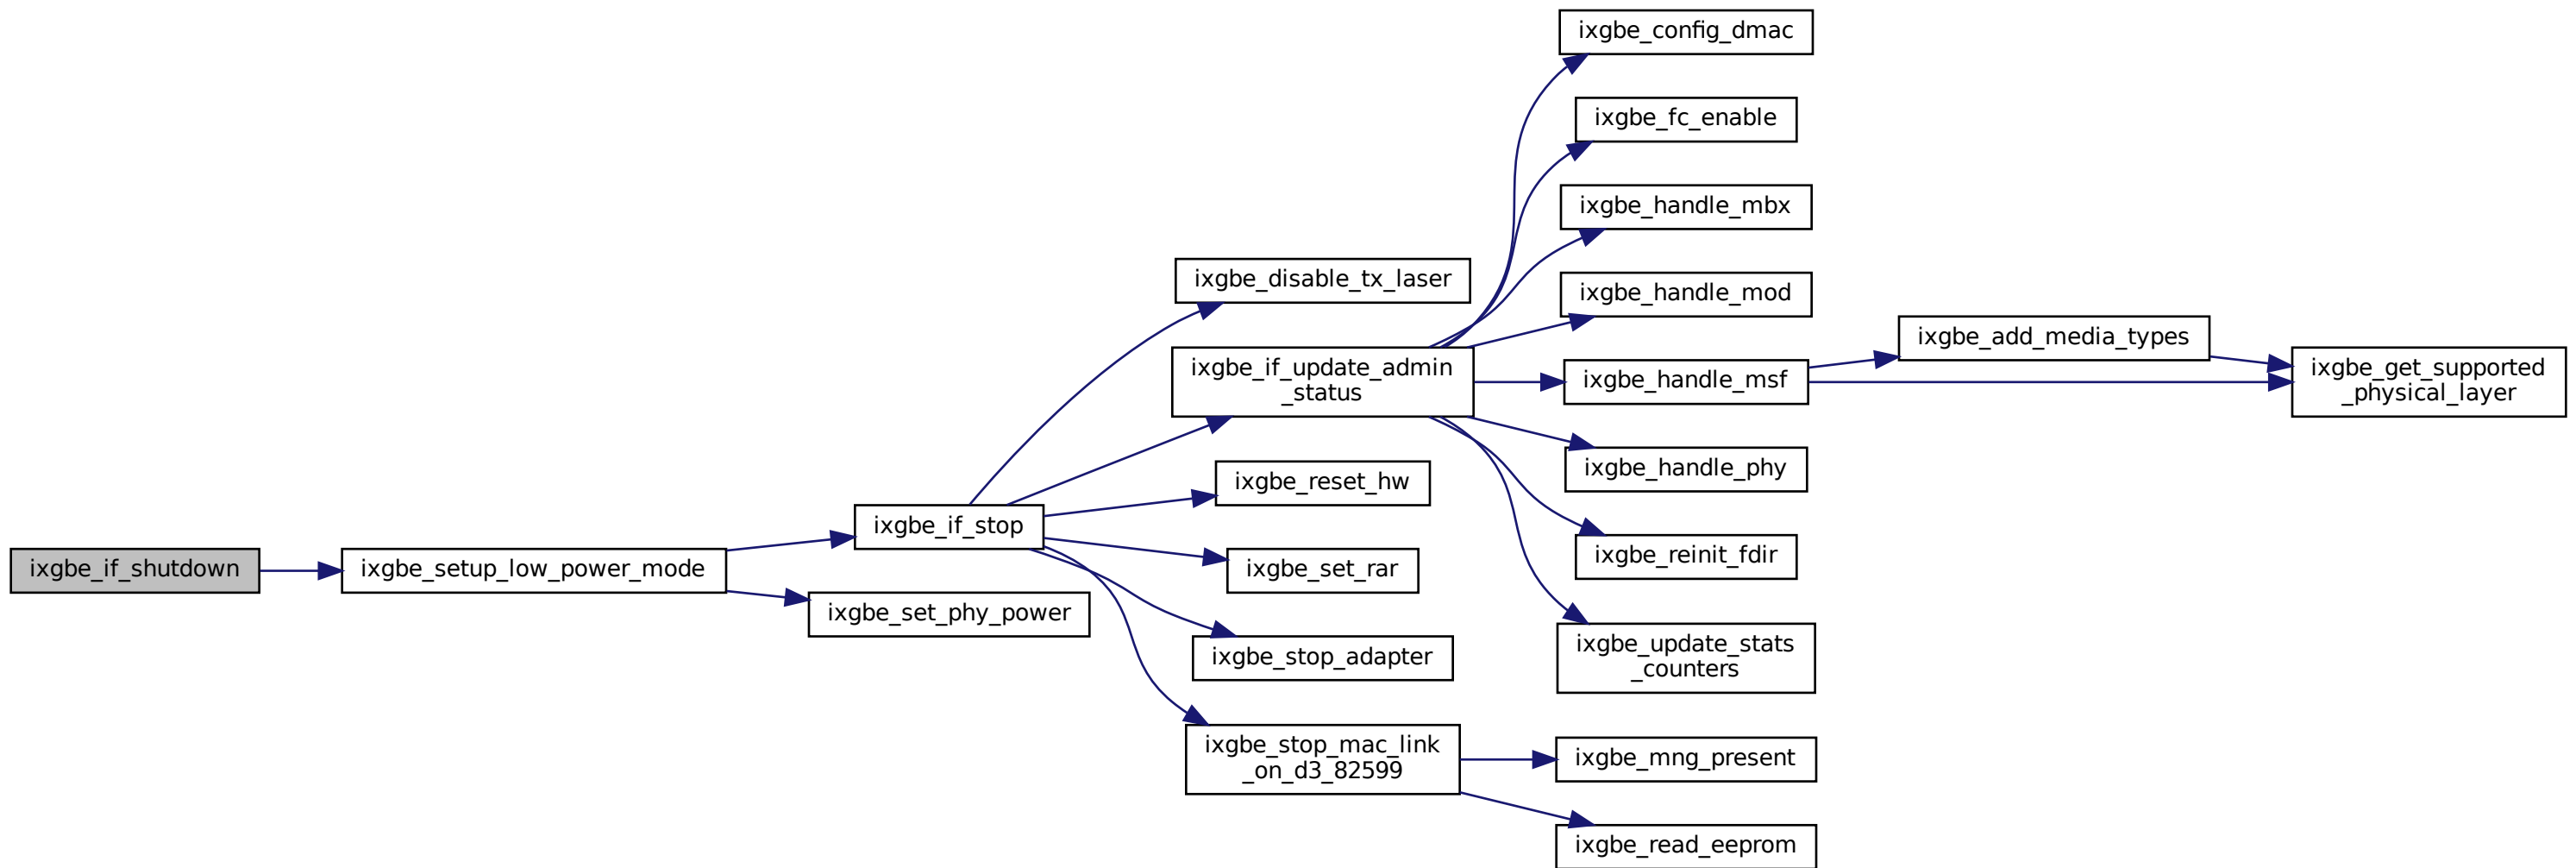 ixgbe_config_dmac
ixgbe_fc_enable
ixgbe_handle_mbx
ixgbe_disable_tx_laser
ixgbe_handle_mod
ixgbe_add_media_types
ixgbe_if_update_admin
_status
ixgbe_handle_msf
ixgbe_get_supported
_physical_layer
ixgbe_handle_phy
ixgbe_reset_hw
ixgbe_if_stop
ixgbe_reinit_fdir
ixgbe_if_shutdown
ixgbe_setup_low_power_mode
ixgbe_set_rar
ixgbe_set_phy_power
ixgbe_stop_adapter
ixgbe_update_stats
_counters
ixgbe_stop_mac_link
_on_d3_82599
ixgbe_mng_present
ixgbe_read_eeprom